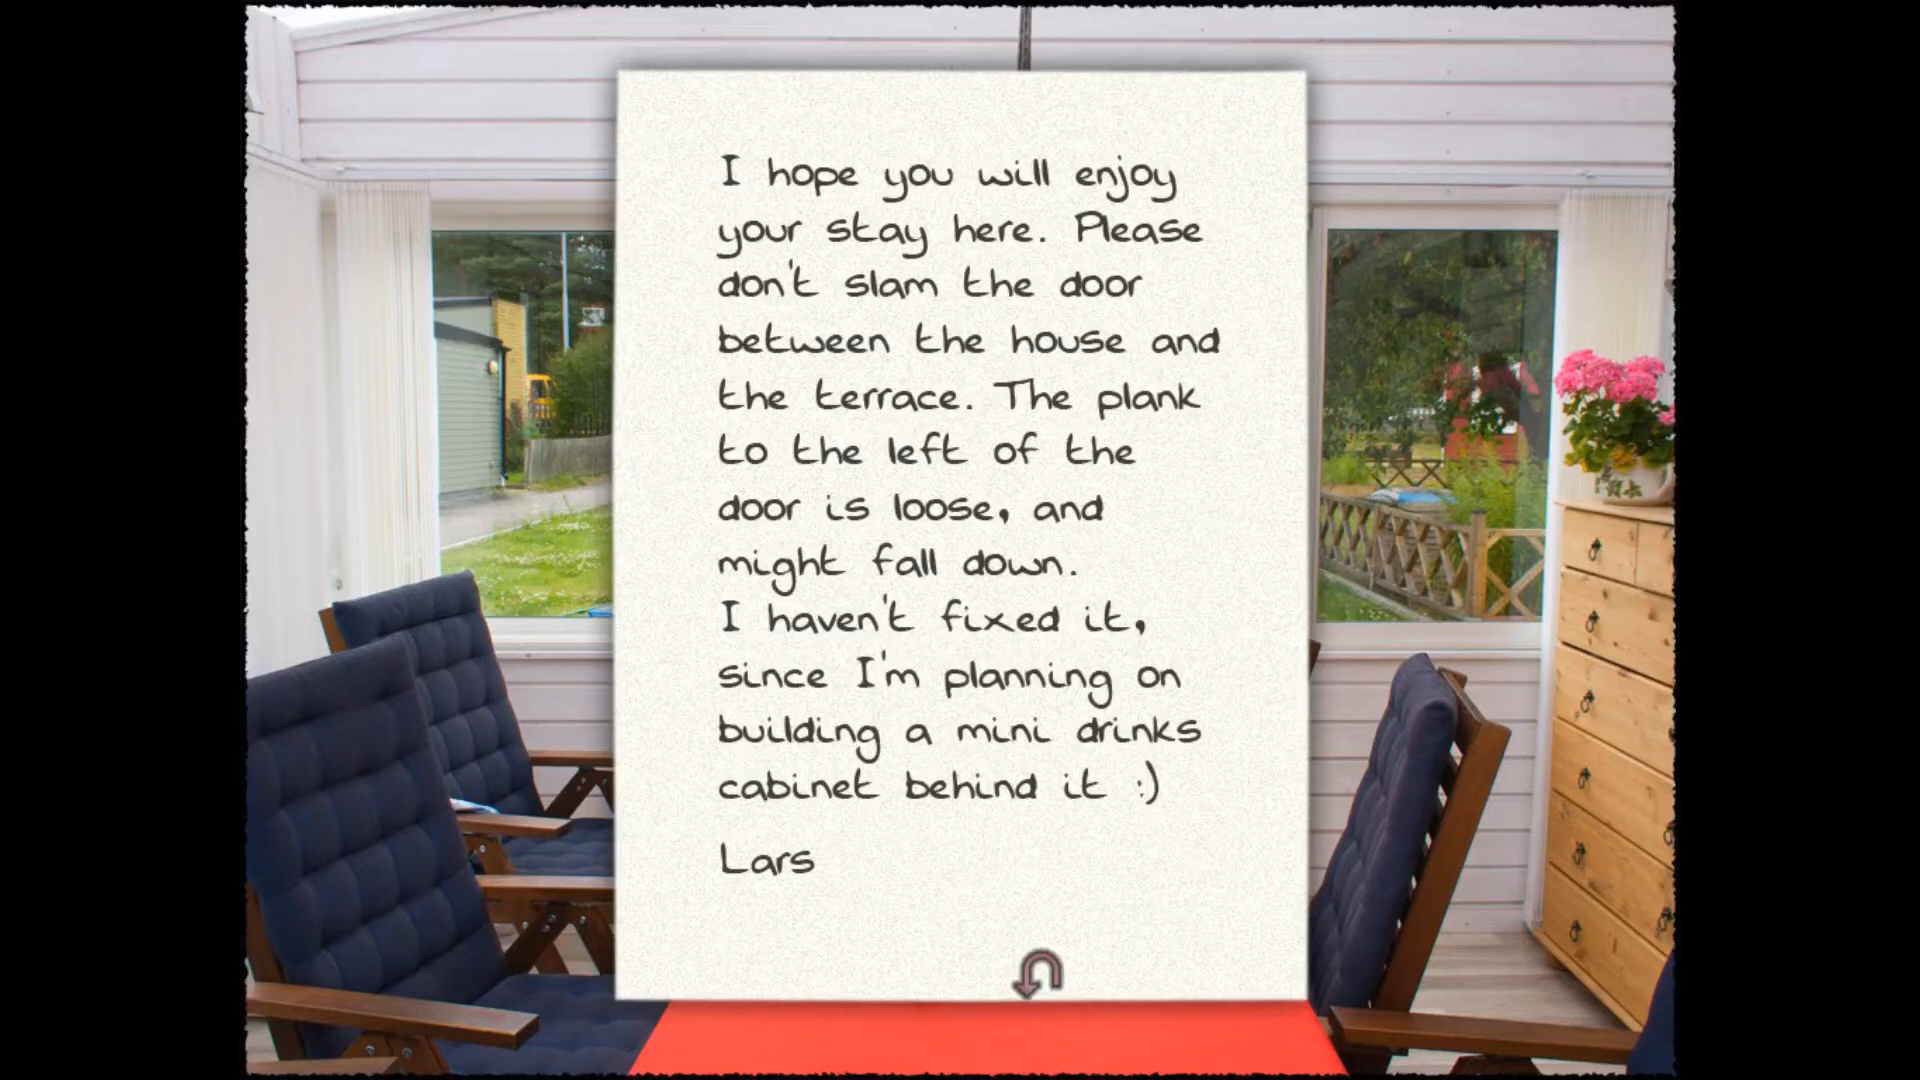 I hope you will enjoy
your stay here. Please
don't slam the door
between the house and
the terrace. The plank
to the left of the
door is loose, and
might fall down.
I haven't fixed it,
since I'm planning on
building a mini drinks
cabinet behind it :)
Lars